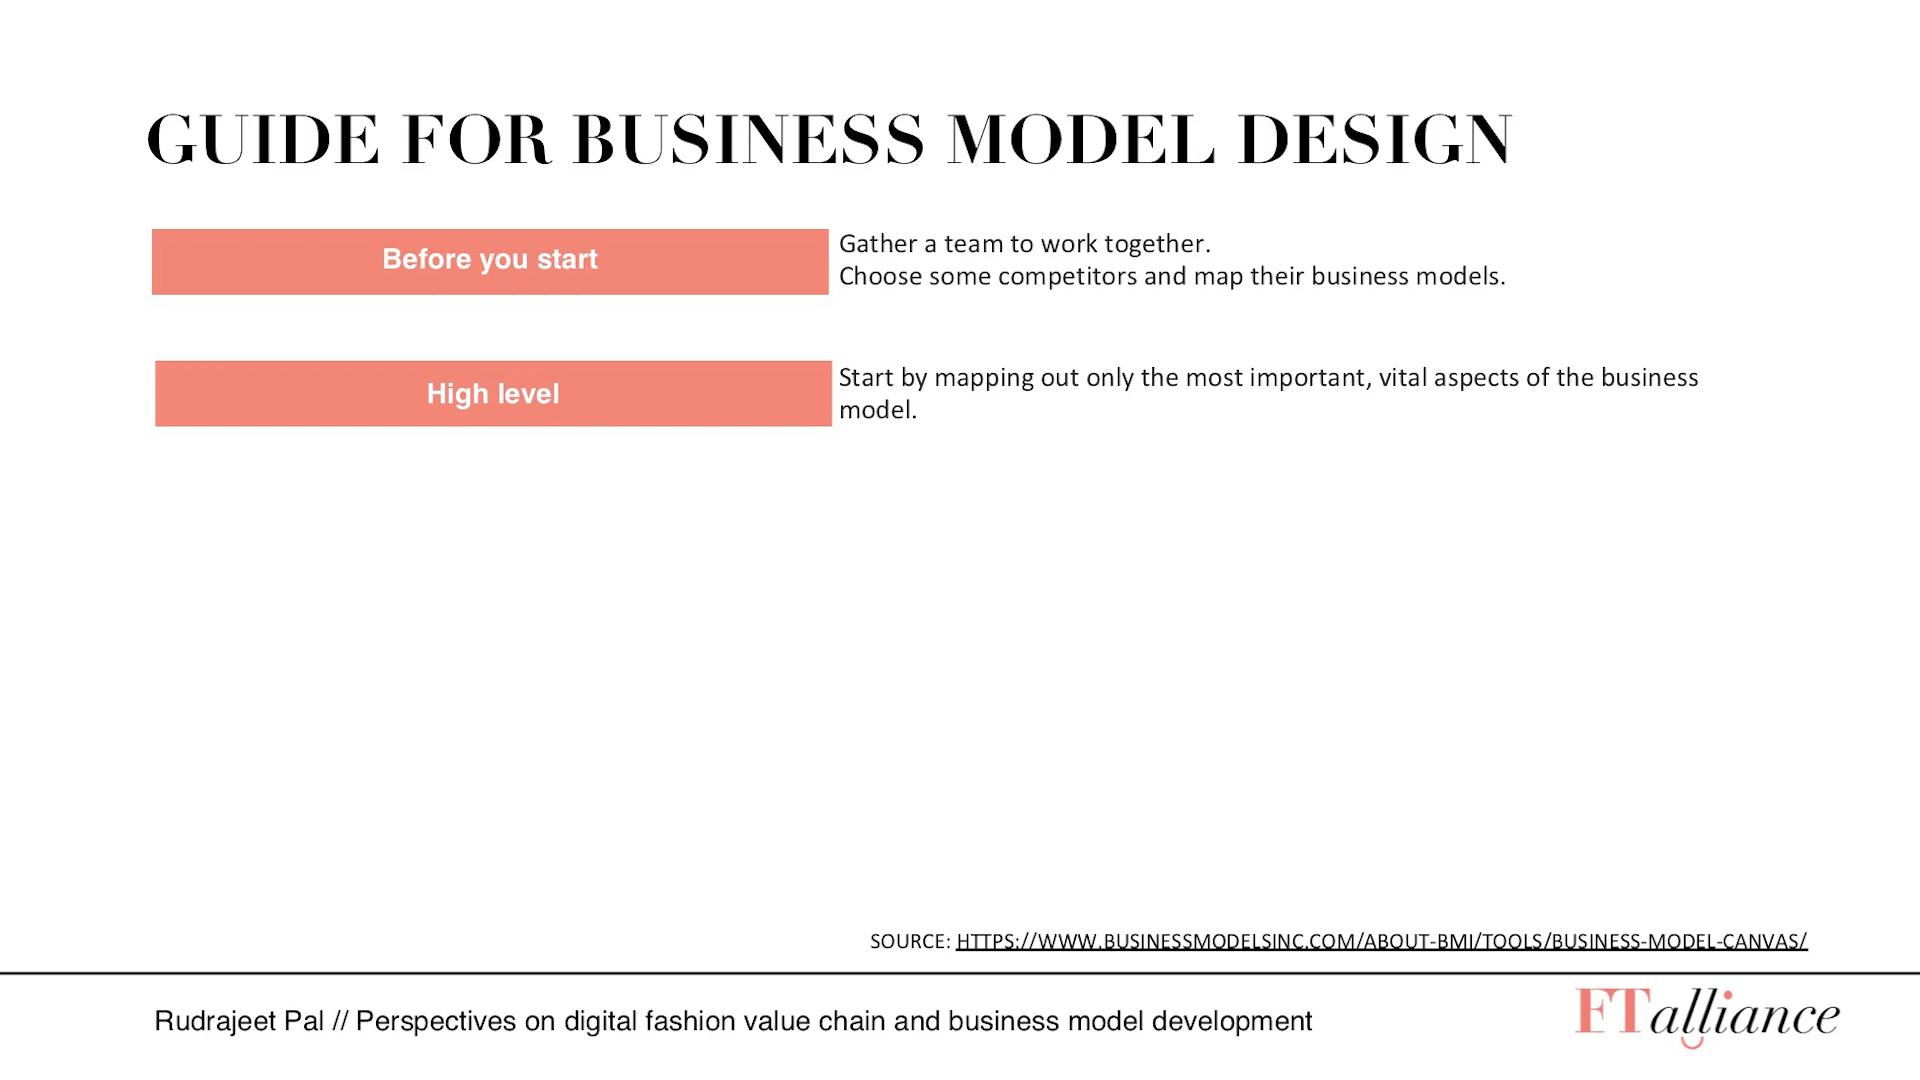 GUIDE FOR BUSINESS MODEL DESIGN
Before you start
Gather a team to work together.
Choose some competitors and map their business models.
High level
Start by mapping out only the most important, vital aspects of the business
model.
SOURCE: HTTPS://WWW.BUSINESSMODELSINC.COM/ABOUT-BMI/TOOLS/BUSINESS-MODEL-CANVAS/
Rudrajeet Pal // Perspectives on digital fashion value chain and business model development
FTalliance